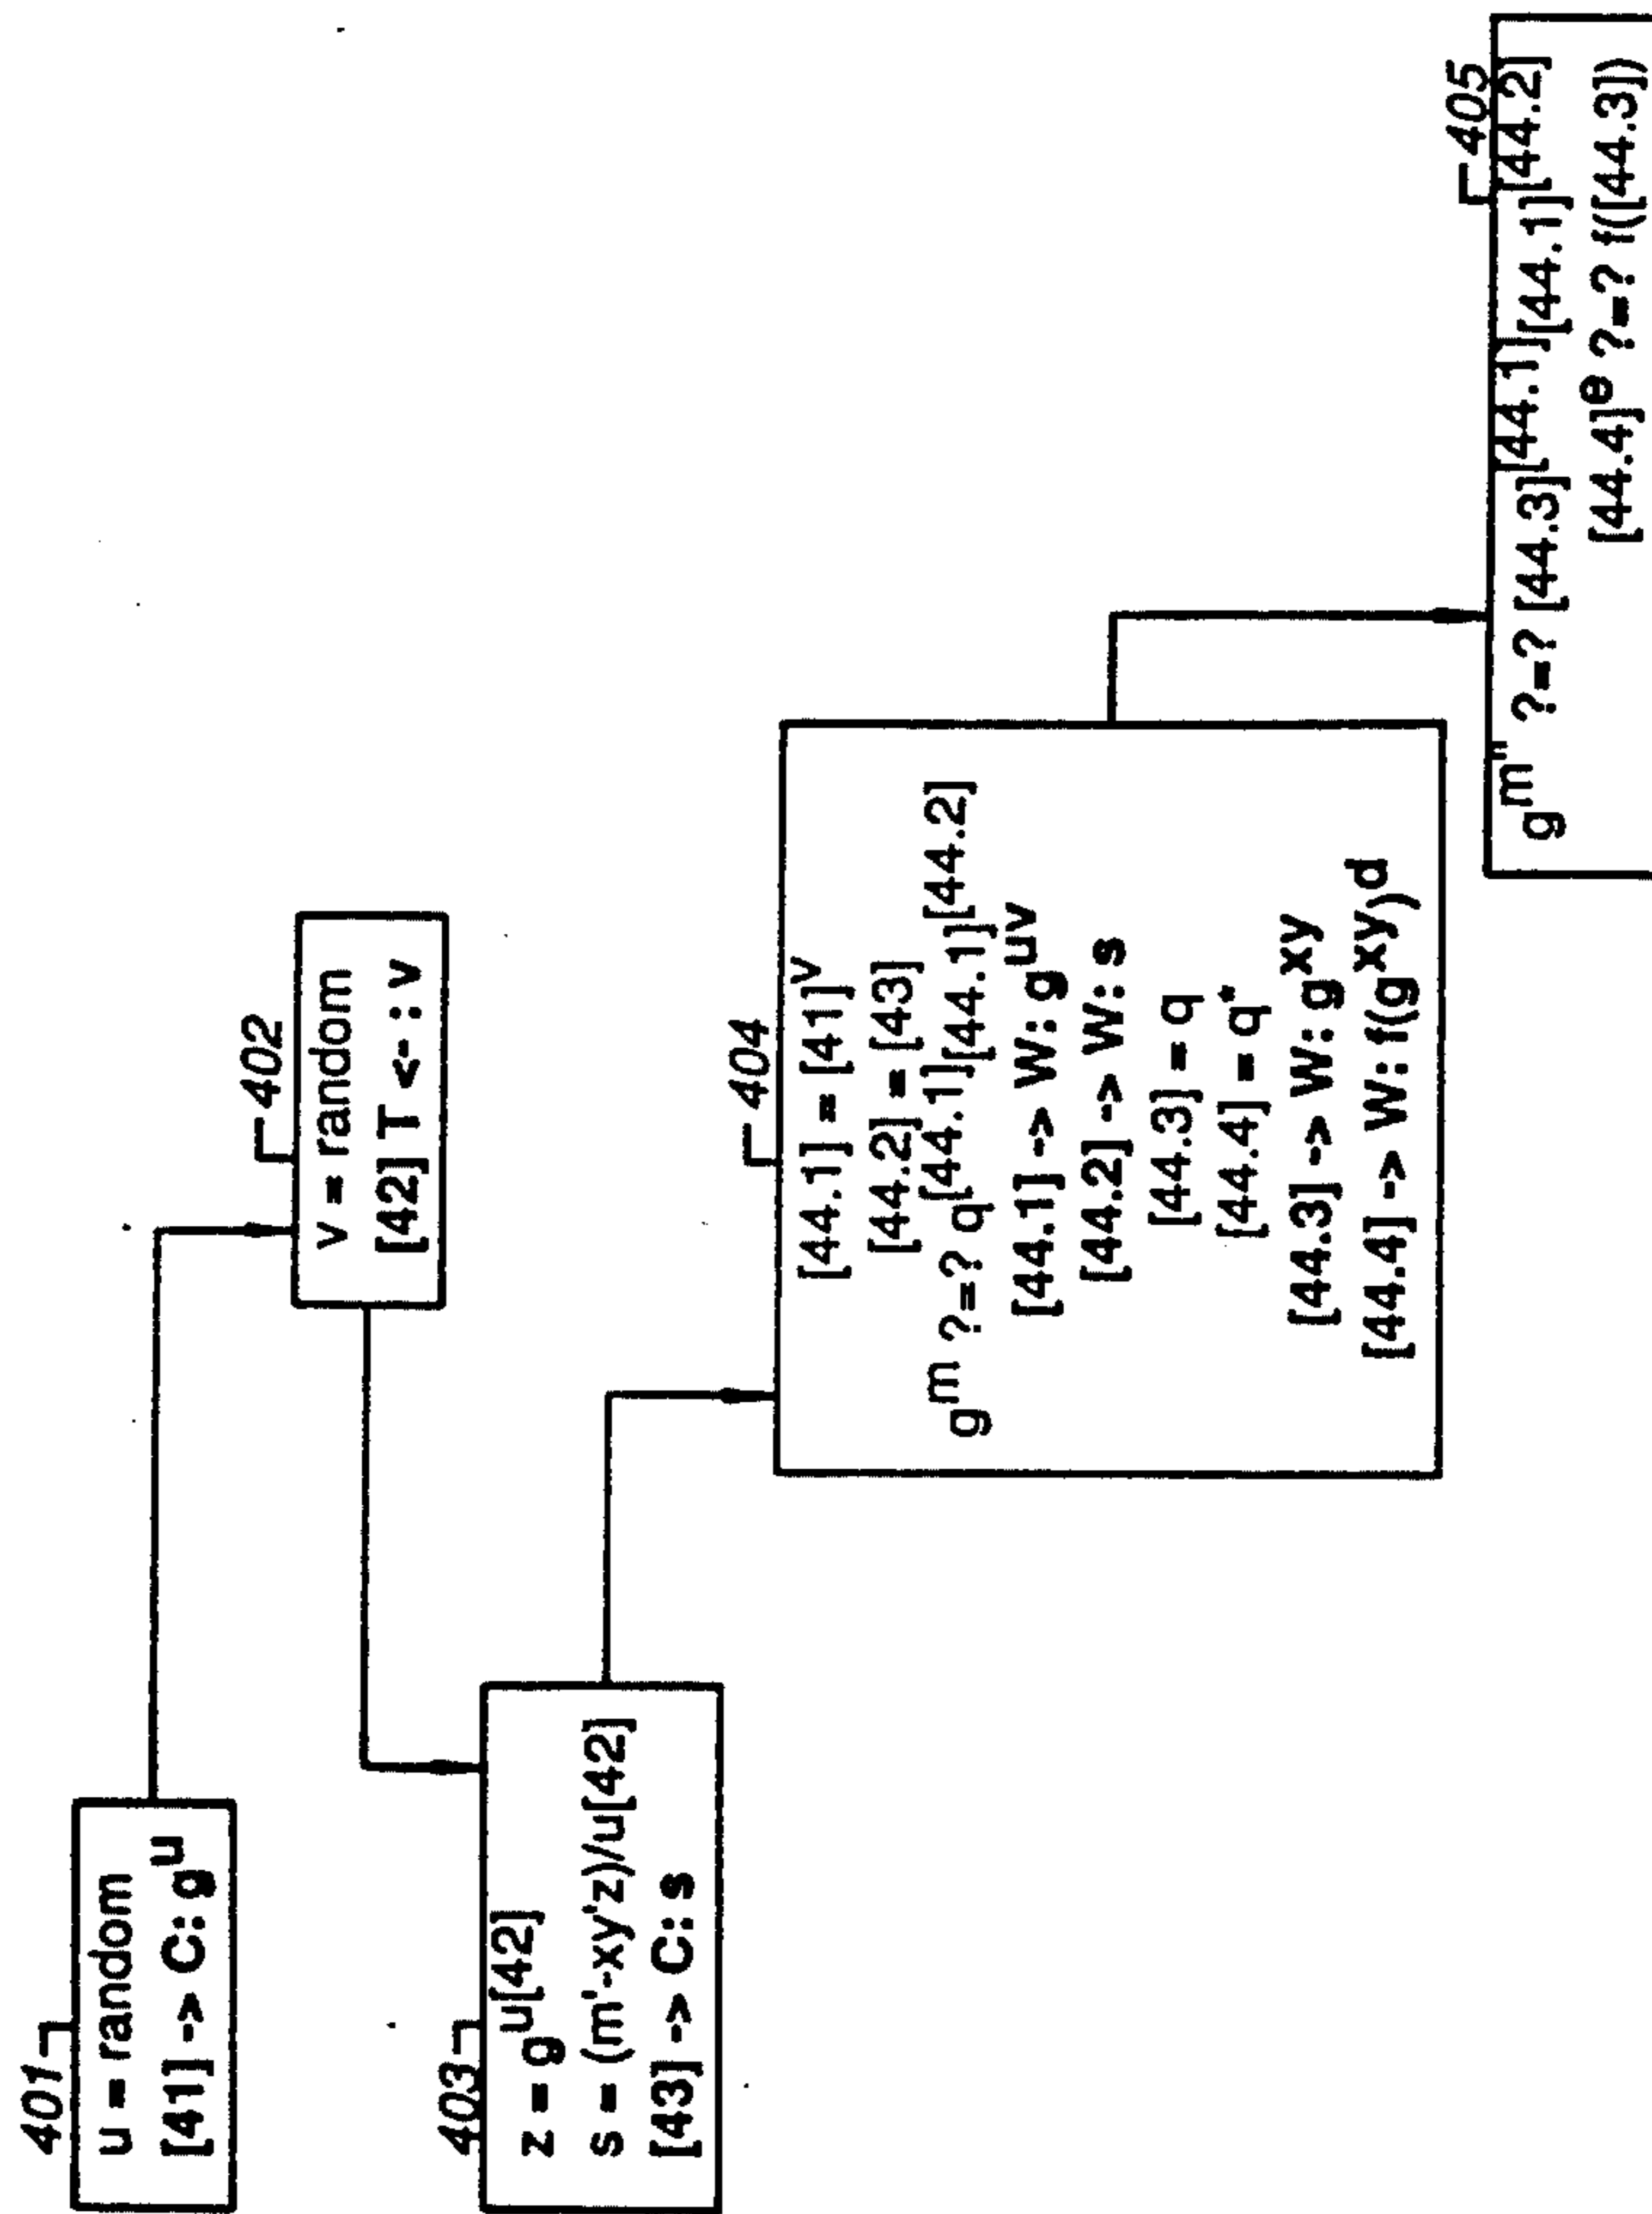 401
u = random
[41] -> C: g^u
402
v = random
[42] T <- : v
403
z = g^u[42]
s = (m'-xy'z)/u[42]
[43] -> C: s
404
[44.1] = [41]^v
[44.2] = [43]
g^m ?=? q^[44.1][44.1]^[44.2]
[44.1] -> W: g^uv
[44.2] -> W: s
[44.3] = q
[44.4] = q*
[44.3] -> W: g^xy
[44.4] -> W: f(g^xy)^d
405
g^m" ?=? [44.3]^[44.1][44.1]^[44.2]
[44.4]^e ?=? f([44.3])